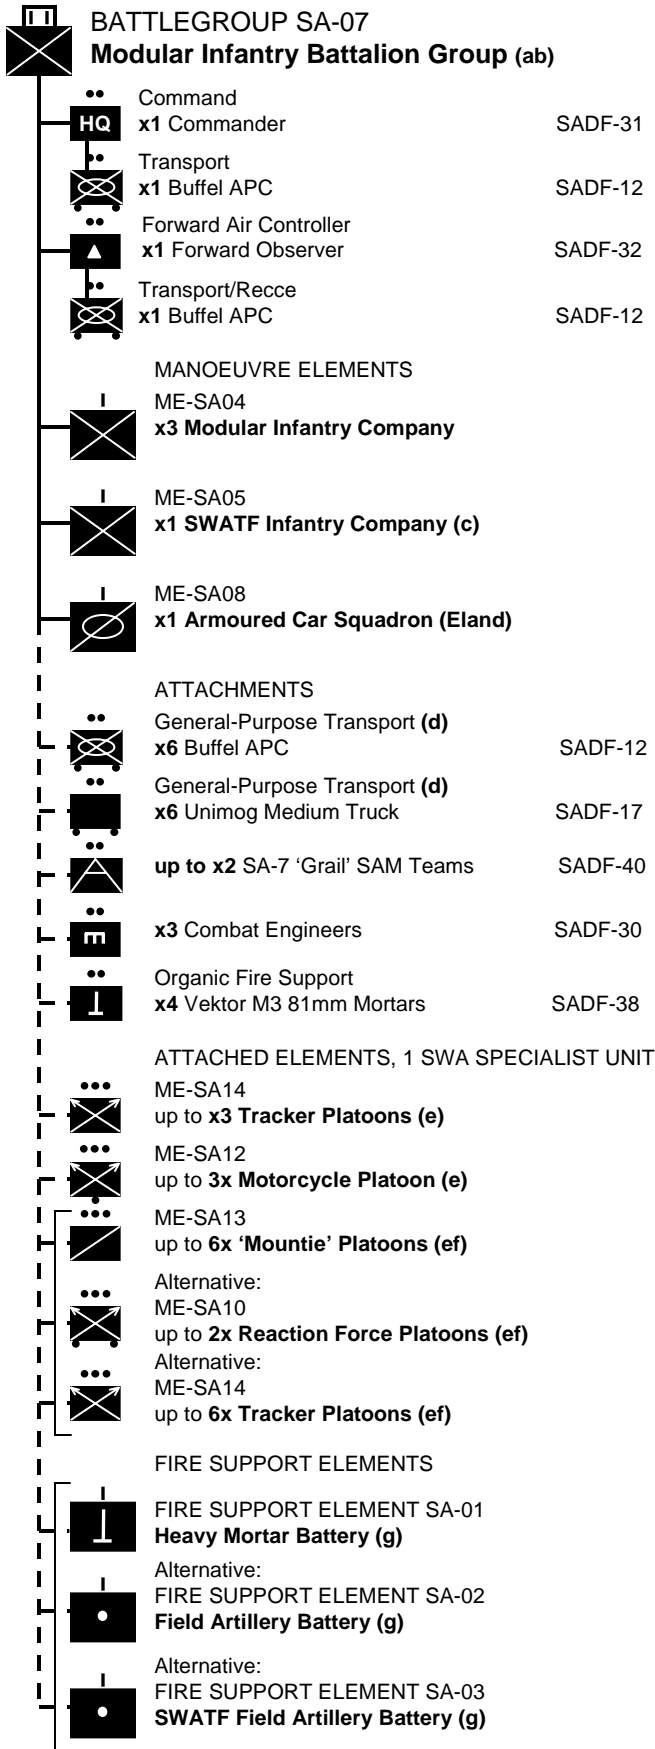 BATTLEGROUP SA-07
Modular Infantry Battalion Group (ab)
Command
HQ x1 Commander SADF-31
Transport
x1 Buffel APC SADF-12
Forward Air Controller
x1 Forward Observer SADF-32
Transport/Recce
x1 Buffel APC SADF-12
MANOEUVRE ELEMENTS
ME-SA04
x3 Modular Infantry Company
ME-SA05
x1 SWATF Infantry Company (c)
ME-SA08
x1 Armoured Car Squadron (Eland)
ATTACHMENTS
General-Purpose Transport (d)
x6 Buffel APC SADF-12
General-Purpose Transport (d)
x6 Unimog Medium Truck SADF-17
up to x2 SA-7 ‘Grail’ SAM Teams SADF-40
x3 Combat Engineers SADF-30
Organic Fire Support
x4 Vektor M3 81mm Mortars SADF-38
ATTACHED ELEMENTS, 1 SWA SPECIALIST UNIT
ME-SA14
up to x3 Tracker Platoons (e)
ME-SA12
up to 3x Motorcycle Platoon (e)
ME-SA13
up to 6x ‘Mountie’ Platoons (ef)
Alternative:
ME-SA10
up to 2x Reaction Force Platoons (ef)
Alternative:
ME-SA14
up to 6x Tracker Platoons (ef)
FIRE SUPPORT ELEMENTS
FIRE SUPPORT ELEMENT SA-01
Heavy Mortar Battery (g)
Alternative:
FIRE SUPPORT ELEMENT SA-02
Field Artillery Battery (g)
Alternative:
FIRE SUPPORT ELEMENT SA-03
SWATF Field Artillery Battery (g)